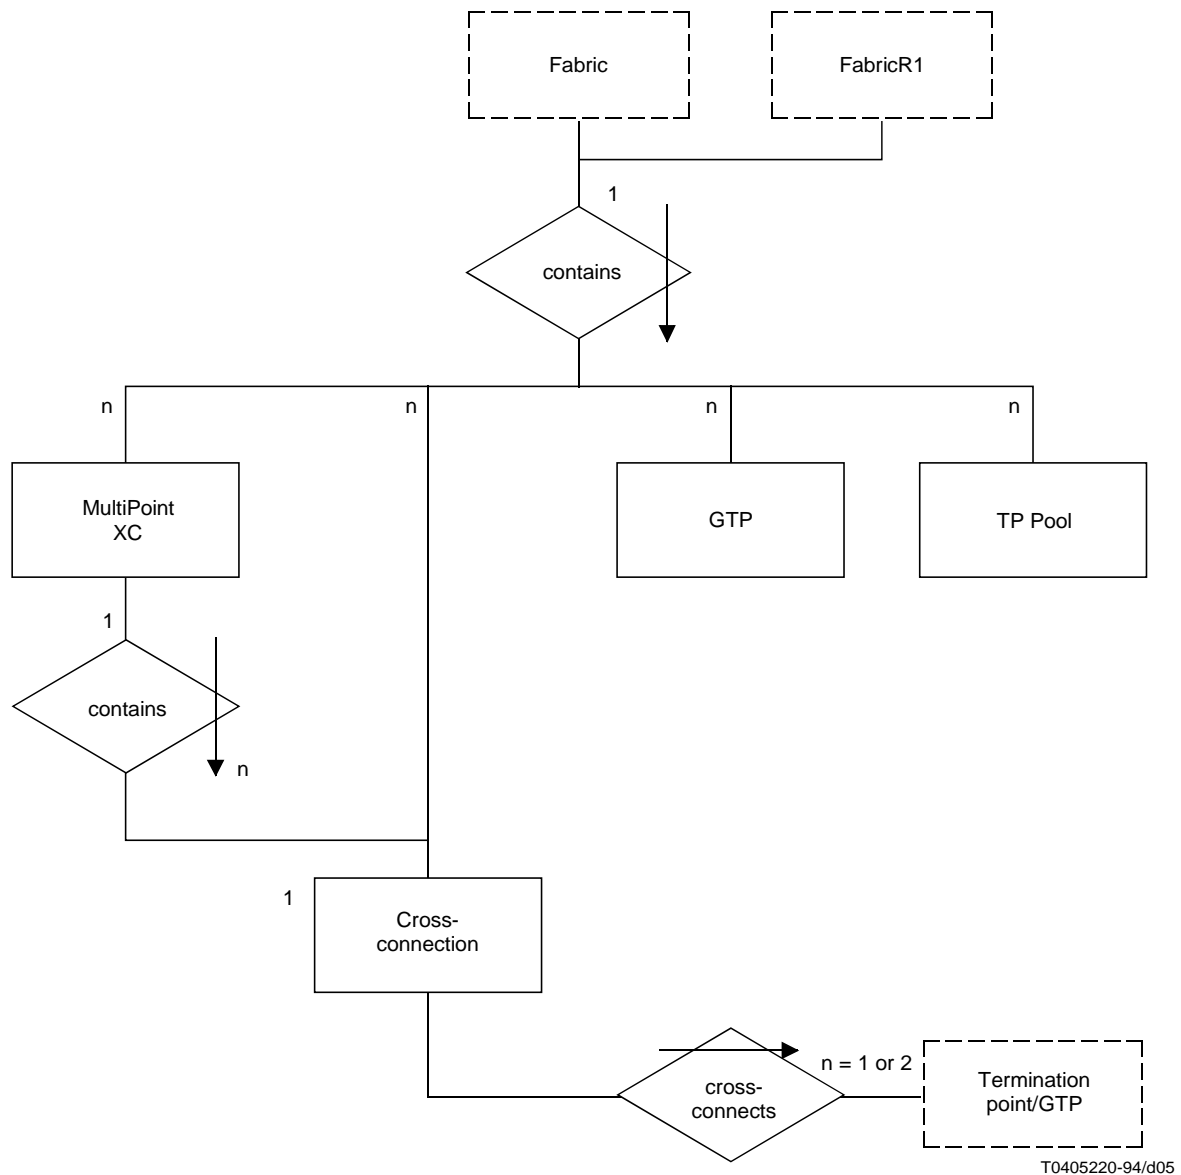 Fabric
FabricR1
1
contains
n
n
n
n
MultiPoint
XC
GTP
TP Pool
1
contains
n
1
Cross-
connection
n = 1 or 2
cross-
connects
Termination
point/GTP
T0405220-94/d05